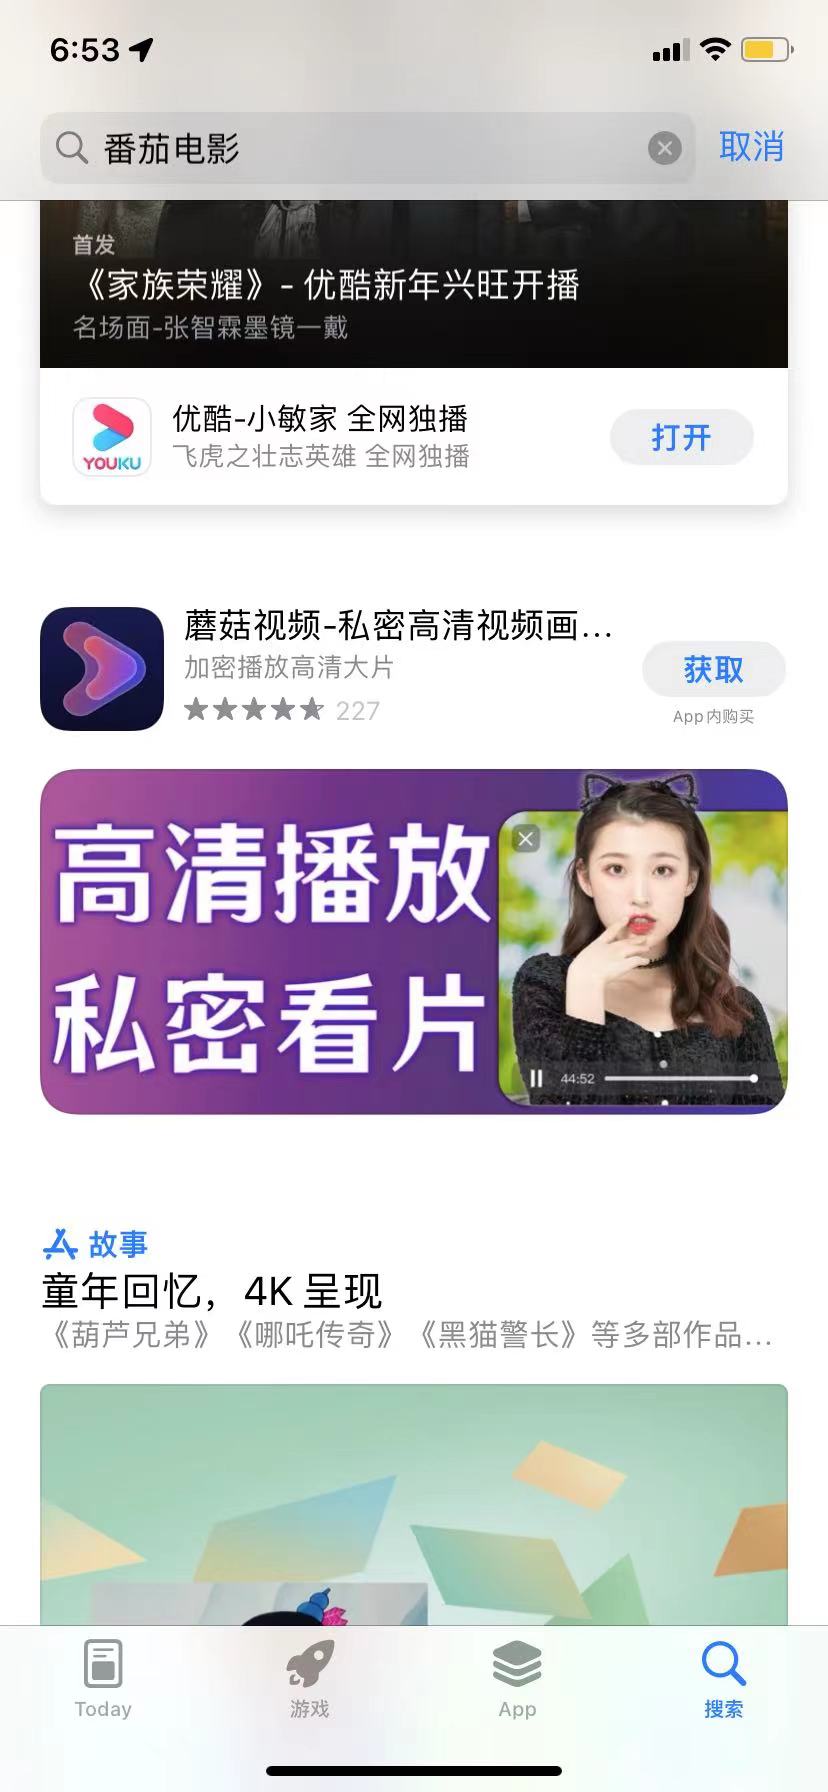 6:53
番茄电影
取消
首发
《家族荣耀》- 优酷新年兴旺开播
名场面-张智霖墨镜一戴
YOUKU
优酷-小敏家 全网独播
飞虎之壮志英雄 全网独播
打开
蘑菇视频-私密高清视频画...
加密播放高清大片
227
获取
App内购买
高清播放
私密看片
44:52
故事
童年回忆，4K 呈现
《葫芦兄弟》《哪吒传奇》《黑猫警长》等多部作品...
Today
游戏
App
搜索